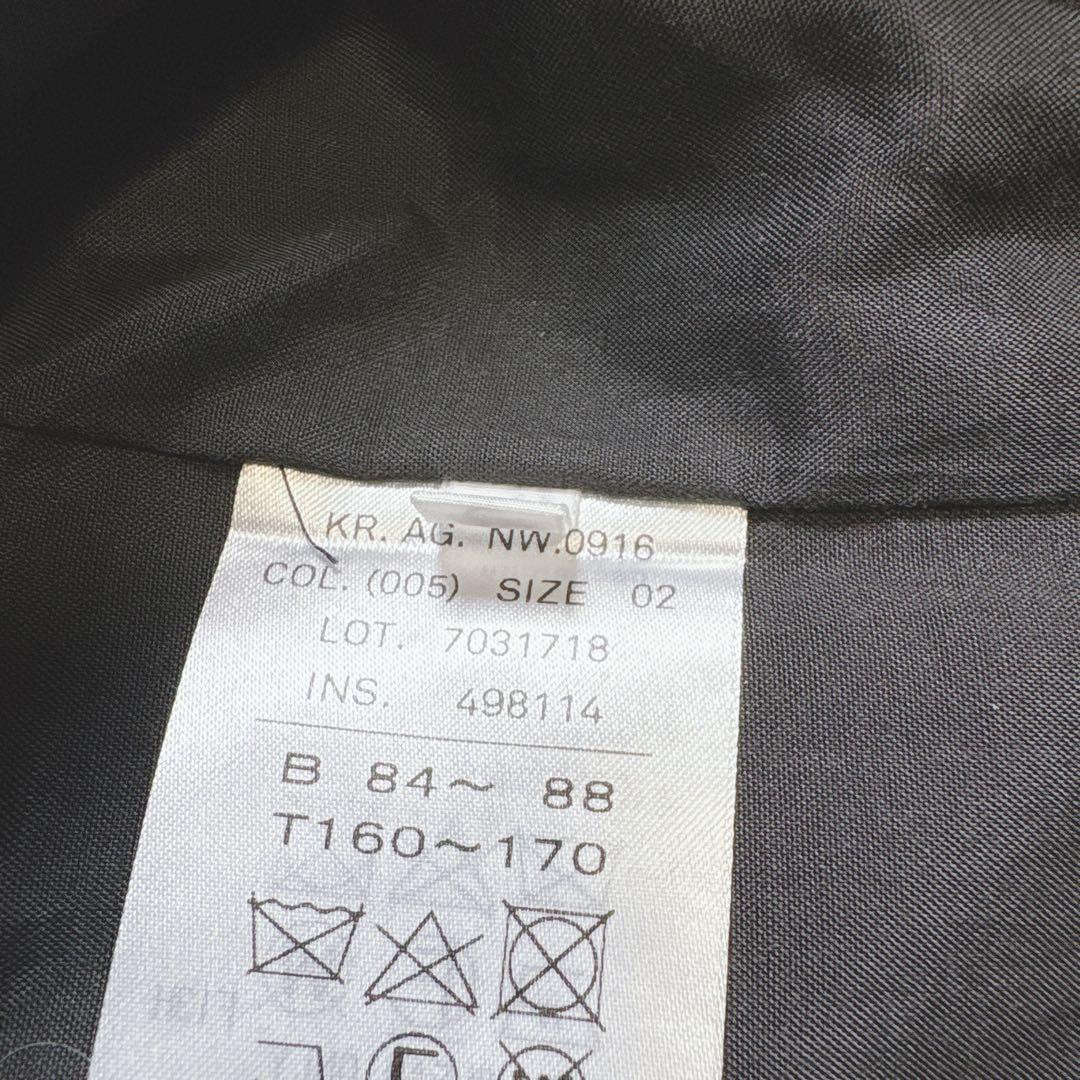 KR. AG. NW.0916
COL. (005) SIZE 02
LOT. 7031718
INS. 498114
B 84~ 88
T160~170